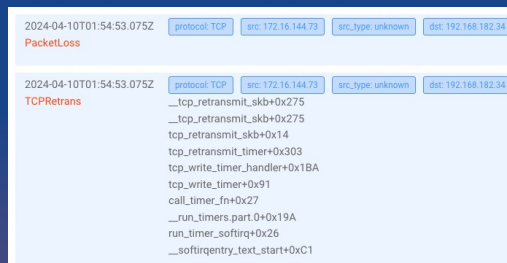 2024-04-10T01:54:53.075Z protocol: TCP src: 172.16.144.73 src_type: unknown dst: 192.168.182.34
PacketLoss
2024-04-10T01:54:53.075Z protocol: TCP src: 172.16.144.73 src_type: unknown dst: 192.168.182.34
TCPRetrans
__tcp_retransmit_skb+0x275
__tcp_retransmit_skb+0x275
tcp_retransmit_skb+0x14
tcp_retransmit_timer+0x303
tcp_write_timer_handler+0x1BA
tcp_write_timer+0x91
call_timer_fn+0x27
__run_timers.part.0+0x19A
run_timer_softirq+0x26
__softirqentry_text_start+0xC1